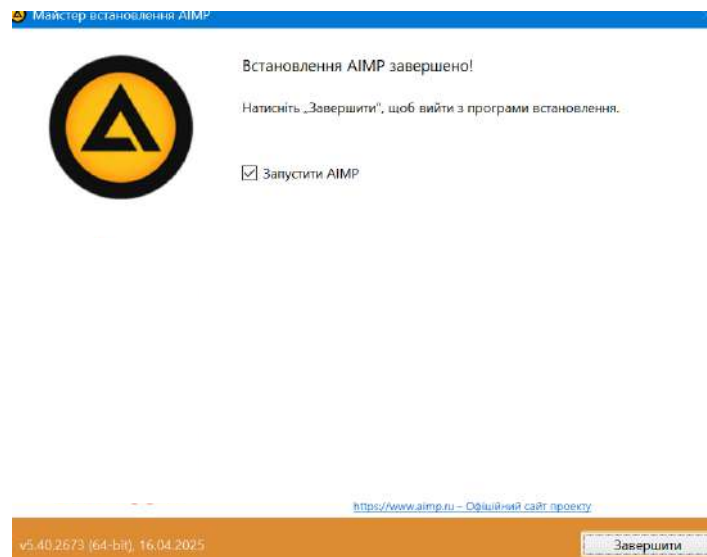 Майстер встановлення AIMP
Встановлення AIMP завершено!
Натисніть „Завершити“, щоб вийти з програми встановлення.
Запустити AIMP
https://www.aimp.ru – Офіційний сайт проекту
v5.40.2673 (64-bit), 16.04.2025
Завершити